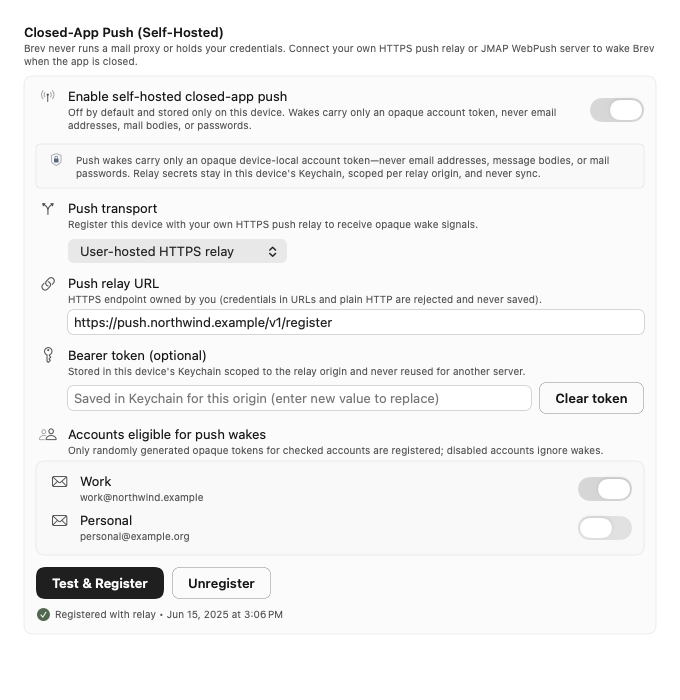 Closed-App Push (Self-Hosted)
Brev never runs a mail proxy or holds your credentials. Connect your own HTTPS push relay or JMAP WebPush server to wake Brev
when the app is closed.
Enable self-hosted closed-app push
Off by default and stored only on this device. Wakes carry only an opaque account token, never email
addresses, mail bodies, or passwords.
Push wakes carry only an opaque device-local account token—never email addresses, message bodies, or mail
passwords. Relay secrets stay in this device's Keychain, scoped per relay origin, and never sync.
Push transport
Register this device with your own HTTPS push relay to receive opaque wake signals.
User-hosted HTTPS relay
Push relay URL
HTTPS endpoint owned by you (credentials in URLs and plain HTTP are rejected and never saved).
https://push.northwind.example/v1/register
Bearer token (optional)
Stored in this device's Keychain scoped to the relay origin and never reused for another server.
Saved in Keychain for this origin (enter new value to replace)
Clear token
Accounts eligible for push wakes
Only randomly generated opaque tokens for checked accounts are registered; disabled accounts ignore wakes.
Work
work@northwind.example
Personal
personal@example.org
Test & Register
Unregister
Registered with relay • Jun 15, 2025 at 3:06 PM